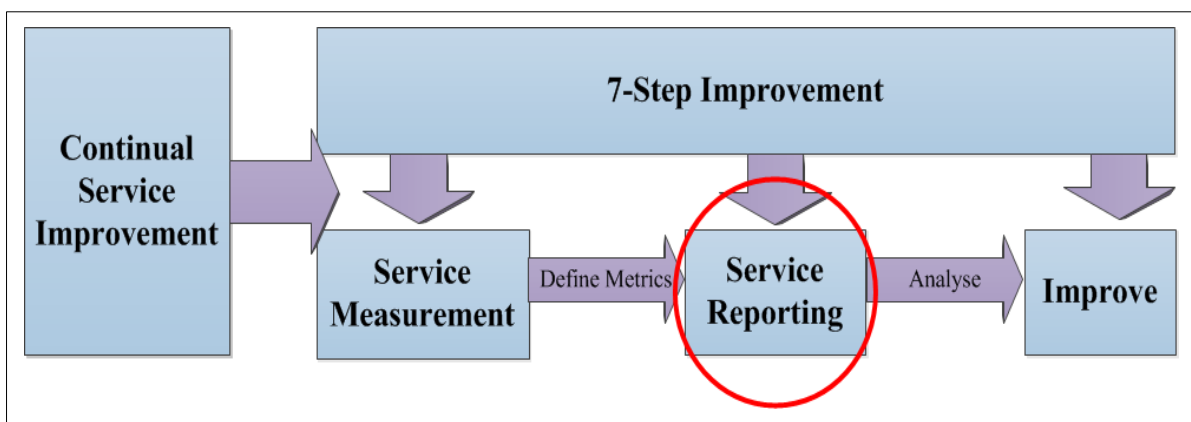 7-Step Improvement
Continual
Service
Improvement
Service
Measurement
Define Metrics
Service
Reporting
Analyse
Improve